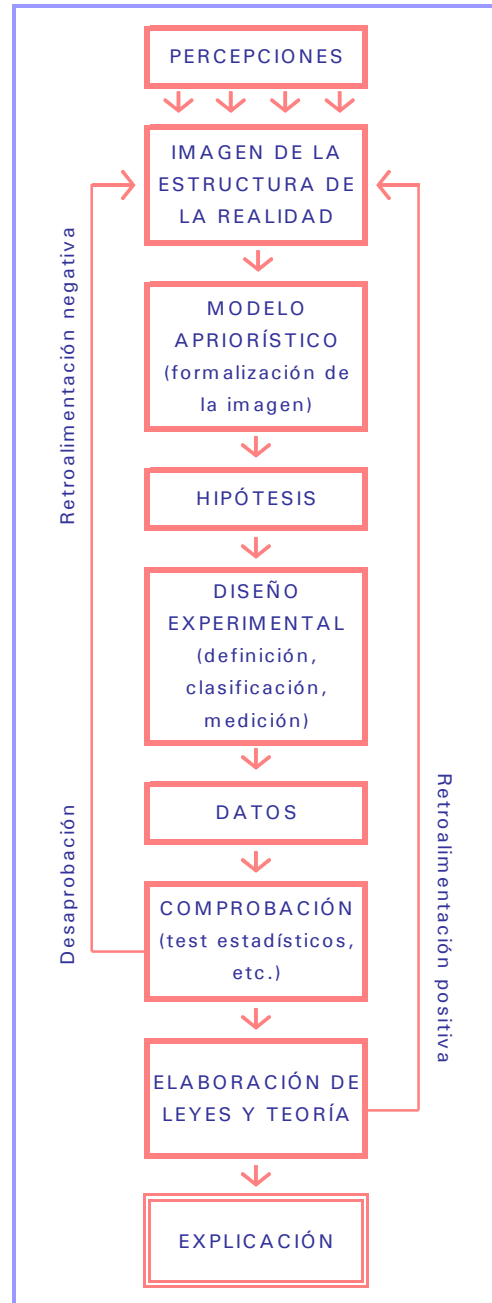 PERCEPCIONES
IMAGEN DE LA
ESTRUCTURA DE
LA REALIDAD
MODELO
APRIORÍSTICO
(formalización de
la imagen)
HIPÓTESIS
DISEÑO
EXPERIMENTAL
(definición,
clasificación,
medición)
DATOS
COMPROBACIÓN
(test estadísticos,
etc.)
ELABORACIÓN DE
LEYES Y TEORÍA
EXPLICACIÓN
Retroalimentación negativa
Desaprobación
Retroalimentación positiva